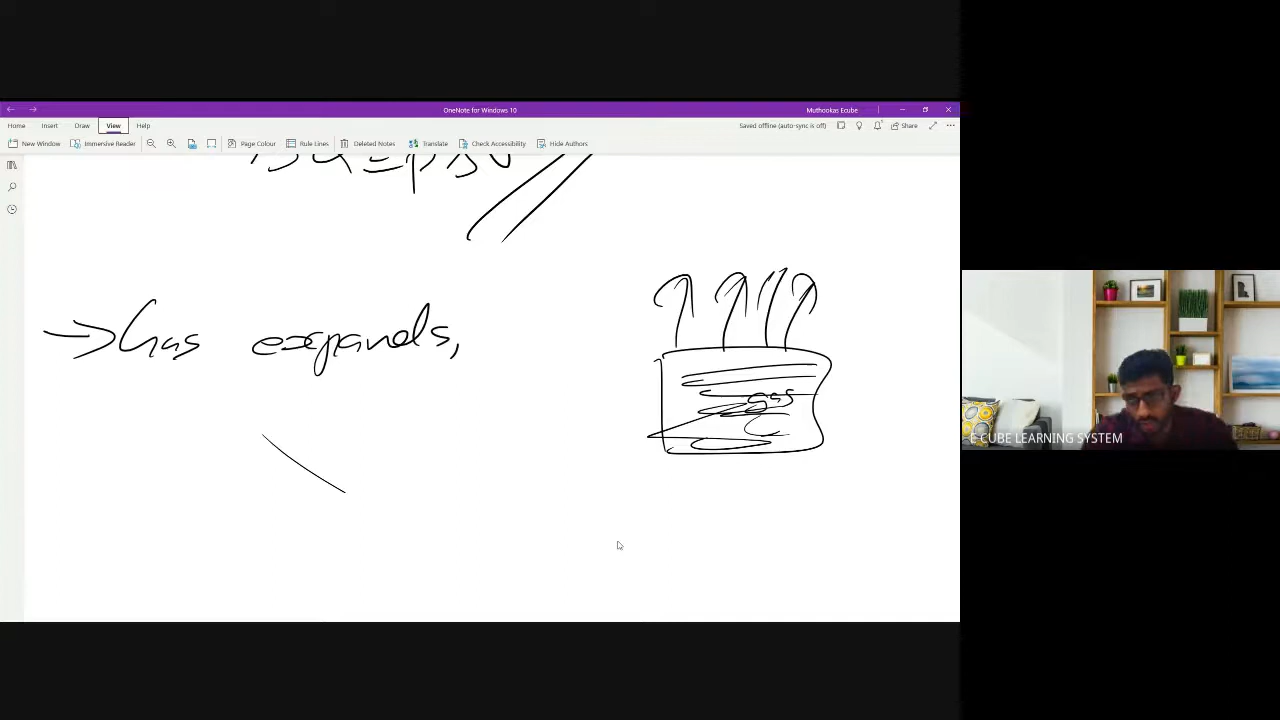 OneNote for Windows 10
Muthookas Ecube
Home Insert Draw View Help
Saved offline (auto-sync is off)
Share
New Window
Immersive Reader
Page Colour
Rule Lines
Deleted Notes
Translate
Check Accessibility
Hide Authors
→ Gas expands,
gas
E CUBE LEARNING SYSTEM